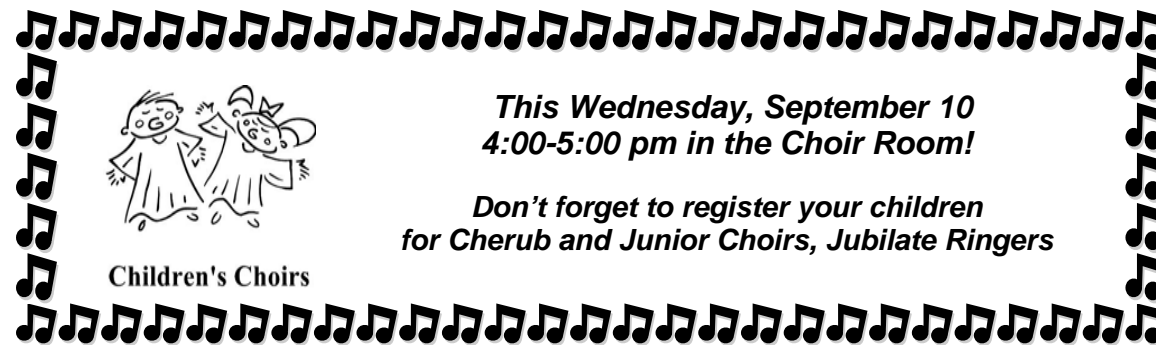 This Wednesday, September 10
4:00-5:00 pm in the Choir Room!
Don’t forget to register your children
for Cherub and Junior Choirs, Jubilate Ringers
Children's Choirs